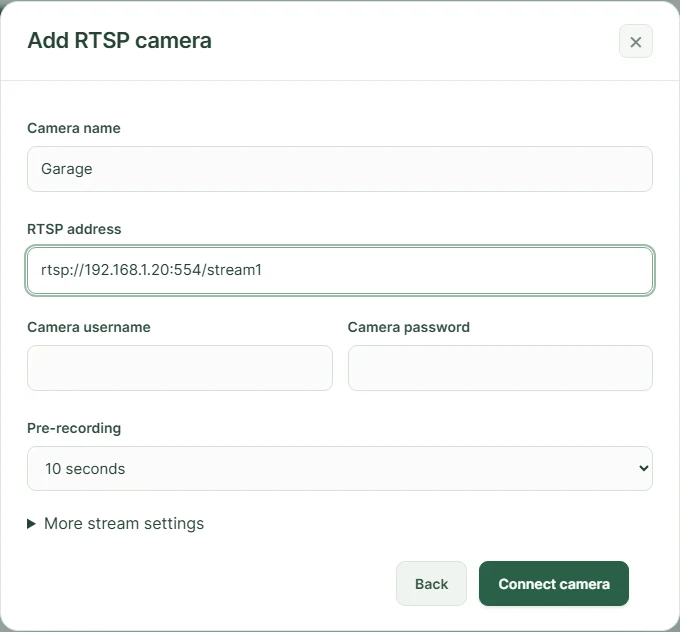 Add RTSP camera
Camera name
Garage
RTSP address
rtsp://192.168.1.20:554/stream1
Camera username Camera password
Pre-recording
10 seconds
More stream settings
Back Connect camera